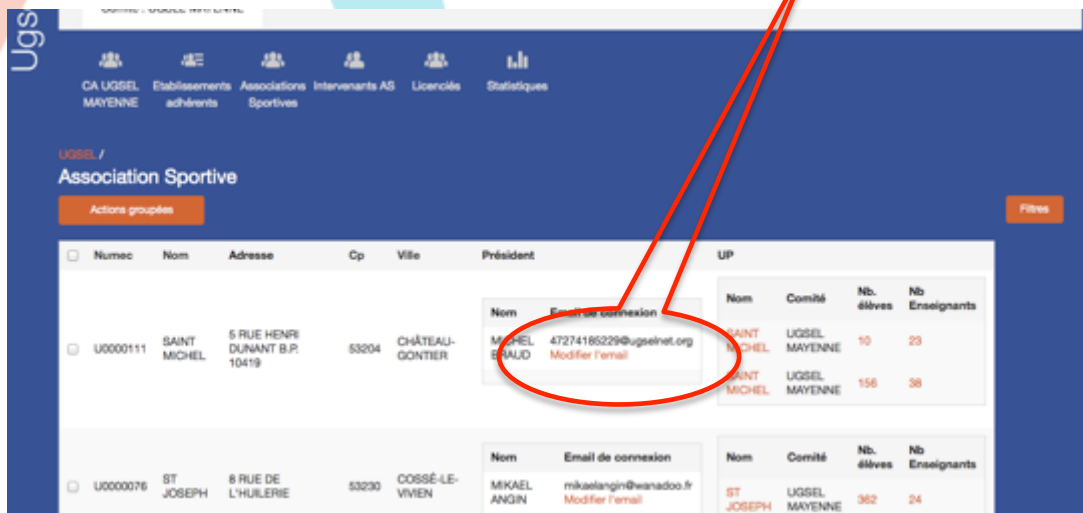 Ugs
Comité : UGSEL MAYENNE
CA UGSEL MAYENNE
Etablissements adhérents
Associations Sportives
Intervenants AS
Licenciés
Statistiques
UGSEL /
Association Sportive
Actions groupées
Filtres
Numec Nom Adresse Cp Ville Président UP
Nom Email de connexion
Nom Comité Nb. élèves Nb Enseignants
U0000111 SAINT MICHEL 5 RUE HENRI DUNANT B.P. 10419 53204 CHÂTEAU-GONTIER
MICHEL BRAUD 47274185229@ugselnet.org
Modifier l'email
SAINT MICHEL UGSEL MAYENNE 10 23
SAINT MICHEL UGSEL MAYENNE 156 38
Nom Email de connexion
Nom Comité Nb. élèves Nb Enseignants
U0000076 ST JOSEPH 8 RUE DE L'HUILERIE 53230 COSSÉ-LE-VIVIEN
MIKAEL ANGIN mikaelangin@wanadoo.fr
Modifier l'email
ST JOSEPH UGSEL MAYENNE 362 24